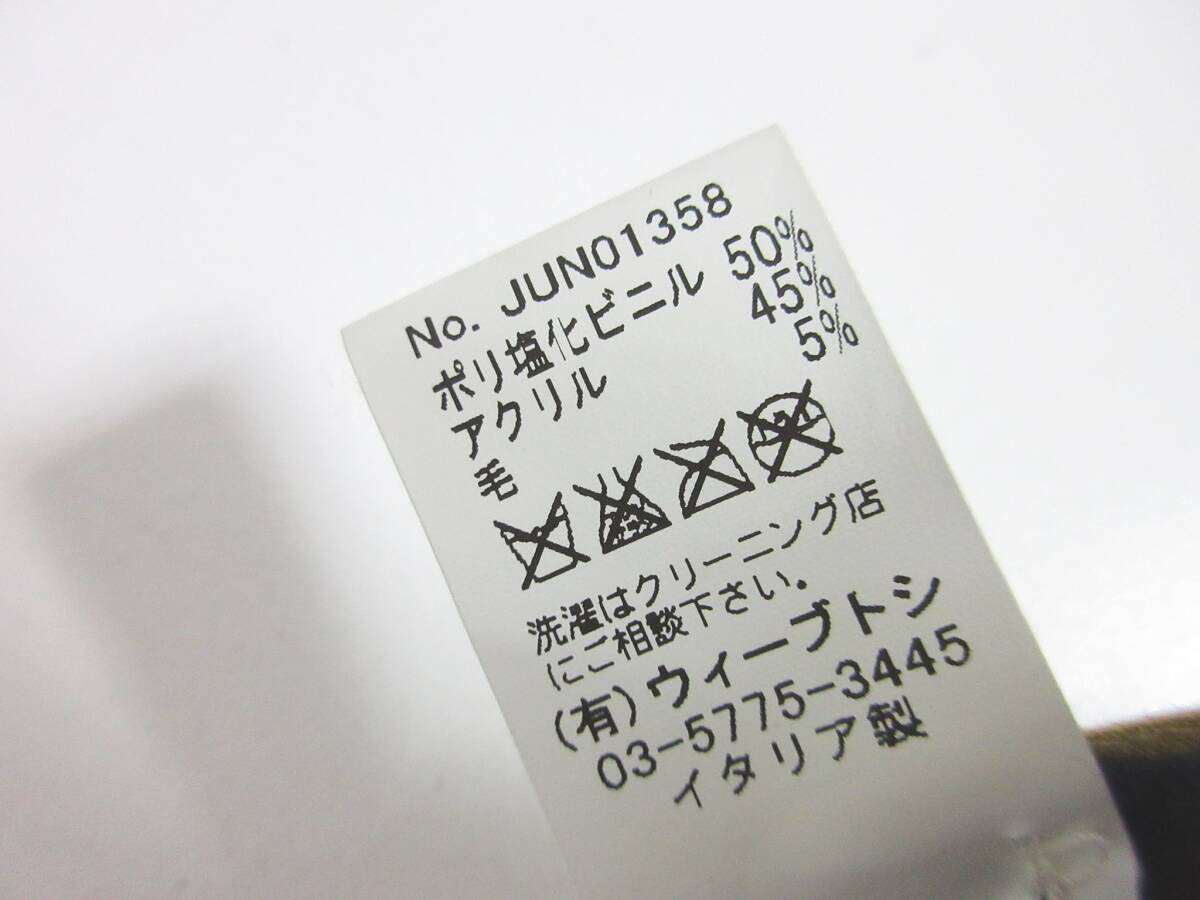 No. JUN01358
ポリ塩化ビニル 50%
アクリル 45%
毛 5%
洗濯はクリーニング店
にご相談下さい.
(有)ウィーブトシ
03-5775-3445
イタリア製